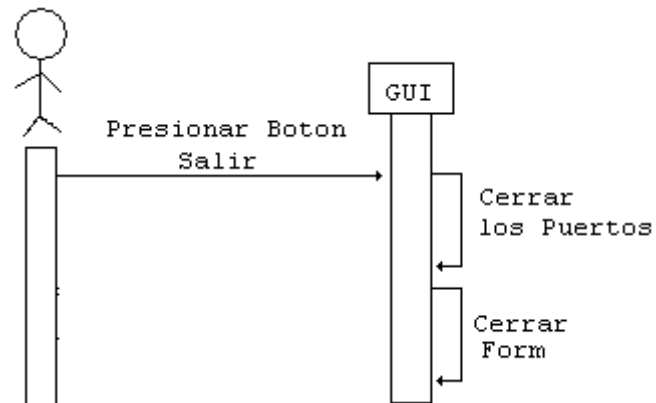 GUI
Presionar Boton
Salir
Cerrar
los Puertos
Cerrar
Form